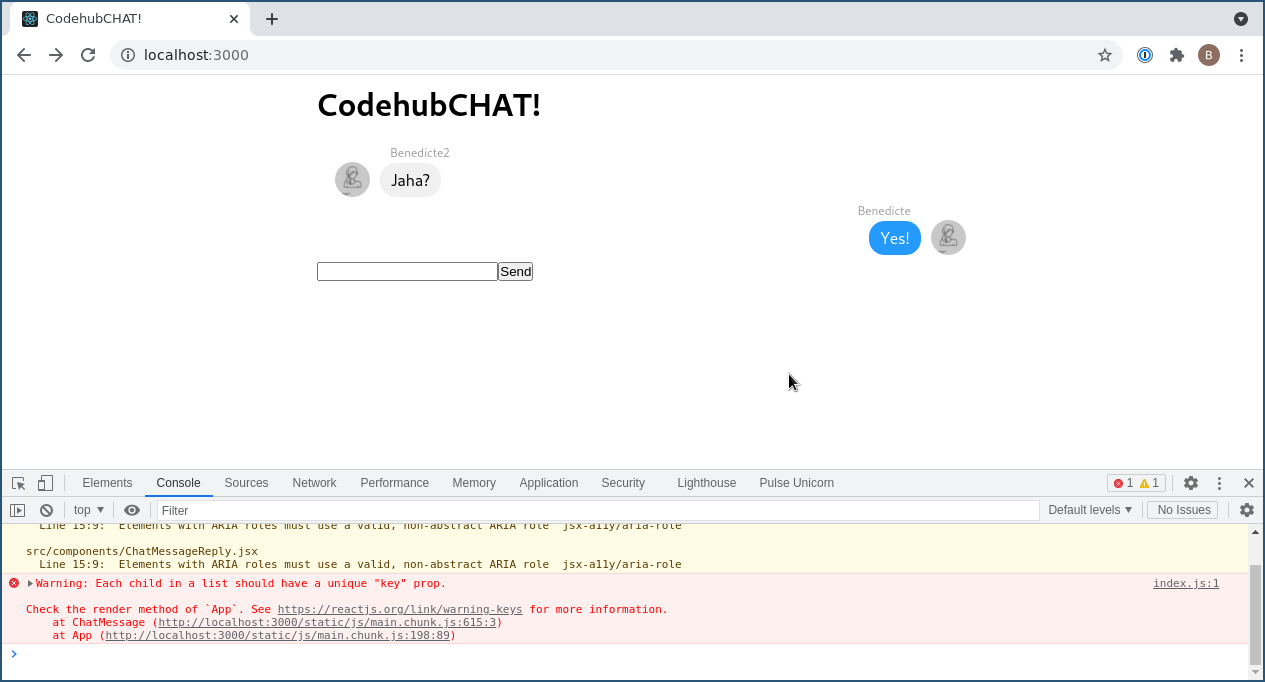 CodehubCHAT!
localhost:3000
B
CodehubCHAT!
Benedicte2
Jaha?
Benedicte
Yes!
Send
Elements Console Sources Network Performance Memory Application Security Lighthouse Pulse Unicorn 1 1
top Filter Default levels No Issues
Line 15:9:  Elements with ARIA roles must use a valid, non-abstract ARIA role  jsx-a11y/aria-role
src/components/ChatMessageReply.jsx
Line 15:9:  Elements with ARIA roles must use a valid, non-abstract ARIA role  jsx-a11y/aria-role
Warning: Each child in a list should have a unique "key" prop. index.js:1
Check the render method of `App`. See https://reactjs.org/link/warning-keys for more information.
at ChatMessage (http://localhost:3000/static/js/main.chunk.js:615:3)
at App (http://localhost:3000/static/js/main.chunk.js:198:89)